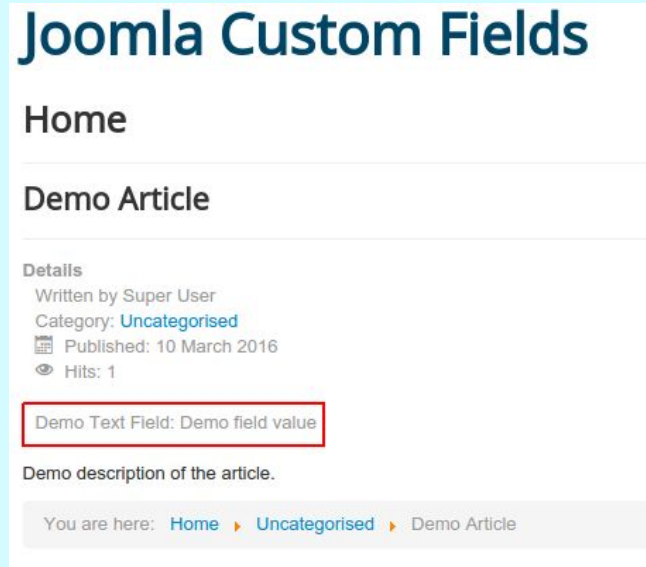 Joomla Custom Fields
Home
Demo Article
Details
Written by Super User
Category: Uncategorised
Published: 10 March 2016
Hits: 1
Demo Text Field: Demo field value
Demo description of the article.
You are here: Home Uncategorised Demo Article